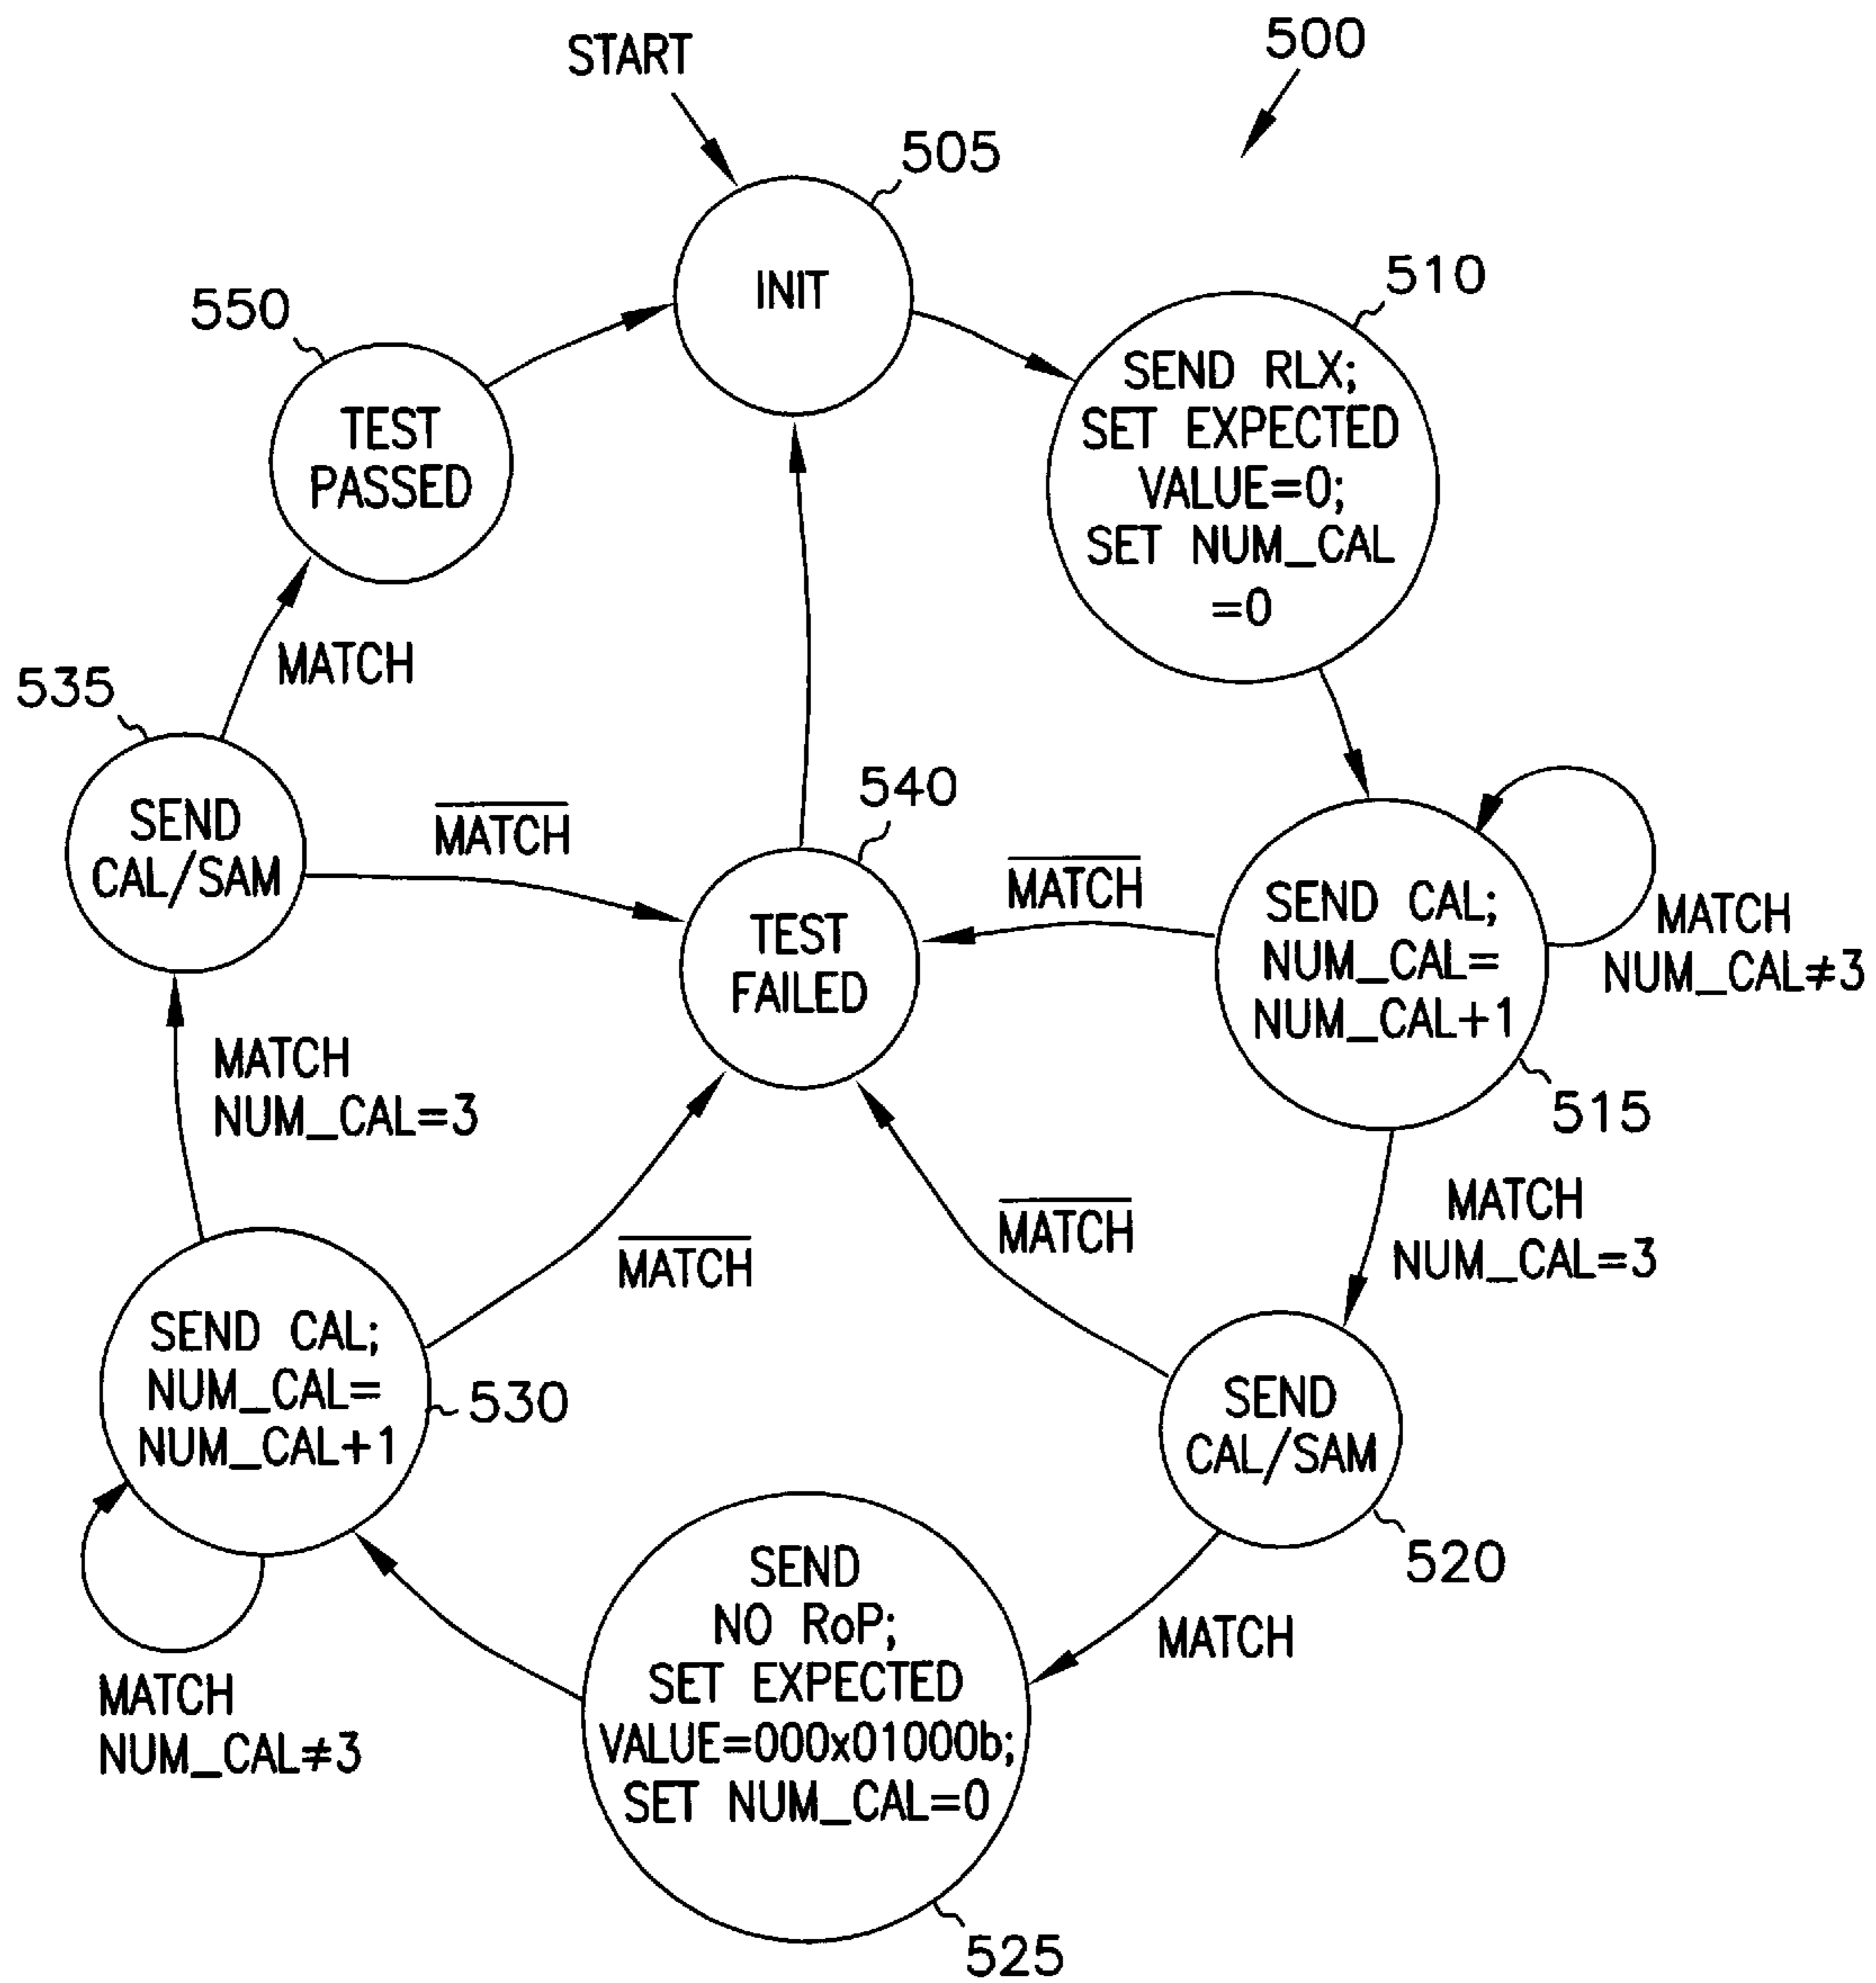 START
500
505
INIT
510
SEND RLX;
SET EXPECTED
VALUE=0;
SET NUM_CAL
=0
550
TEST
PASSED
MATCH
535
SEND
CAL/SAM
MATCH
540
TEST
FAILED
MATCH
SEND CAL;
NUM_CAL=
NUM_CAL+1
MATCH
NUM_CAL≠3
515
MATCH
NUM_CAL=3
MATCH
NUM_CAL=3
MATCH
MATCH
SEND CAL;
NUM_CAL=
NUM_CAL+1
530
SEND
CAL/SAM
520
MATCH
MATCH
NUM_CAL≠3
SEND
NO RoP;
SET EXPECTED
VALUE=000x01000b;
SET NUM_CAL=0
525